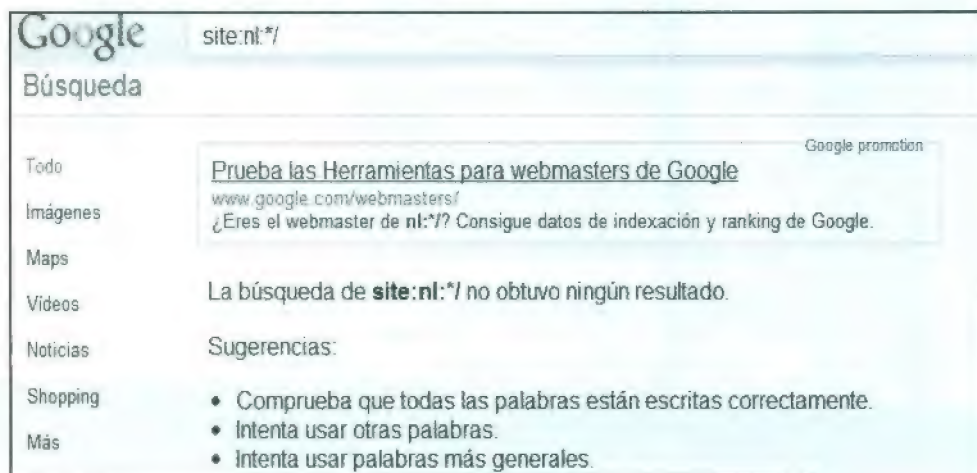 Google site:nl:*/
Búsqueda
Google promotion
Todo
Imágenes
Maps
Vídeos
Noticias
Shopping
Más
Prueba las Herramientas para webmasters de Google
www.google.com/webmasters/
¿Eres el webmaster de nl:*/? Consigue datos de indexación y ranking de Google.
La búsqueda de site:nl:*/ no obtuvo ningún resultado.
Sugerencias:
• Comprueba que todas las palabras están escritas correctamente.
• Intenta usar otras palabras.
• Intenta usar palabras más generales.